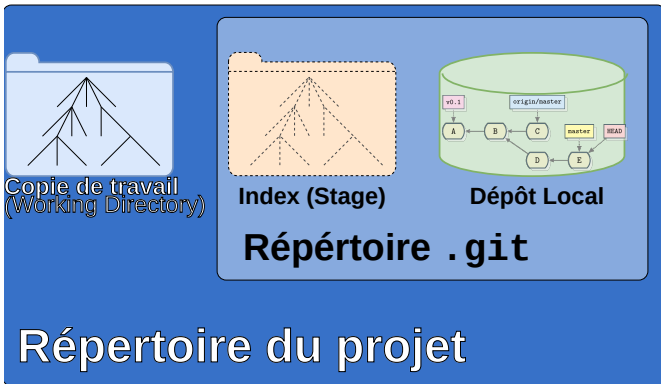 v0.1
origin/master
A
B
C
master
HEAD
D
E
Copie de travail
(Working Directory)
Index (Stage)
Dépôt Local
Répértoire .git
Répertoire du projet